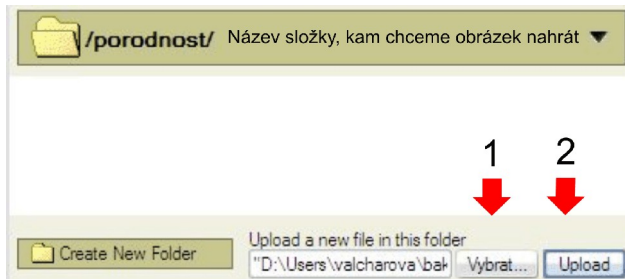 /porodnost/ Název složky, kam chceme obrázek nahrát
1 2
Upload a new file in this folder
Create New Folder "D:\Users\valcharova\bak Vybrat... Upload